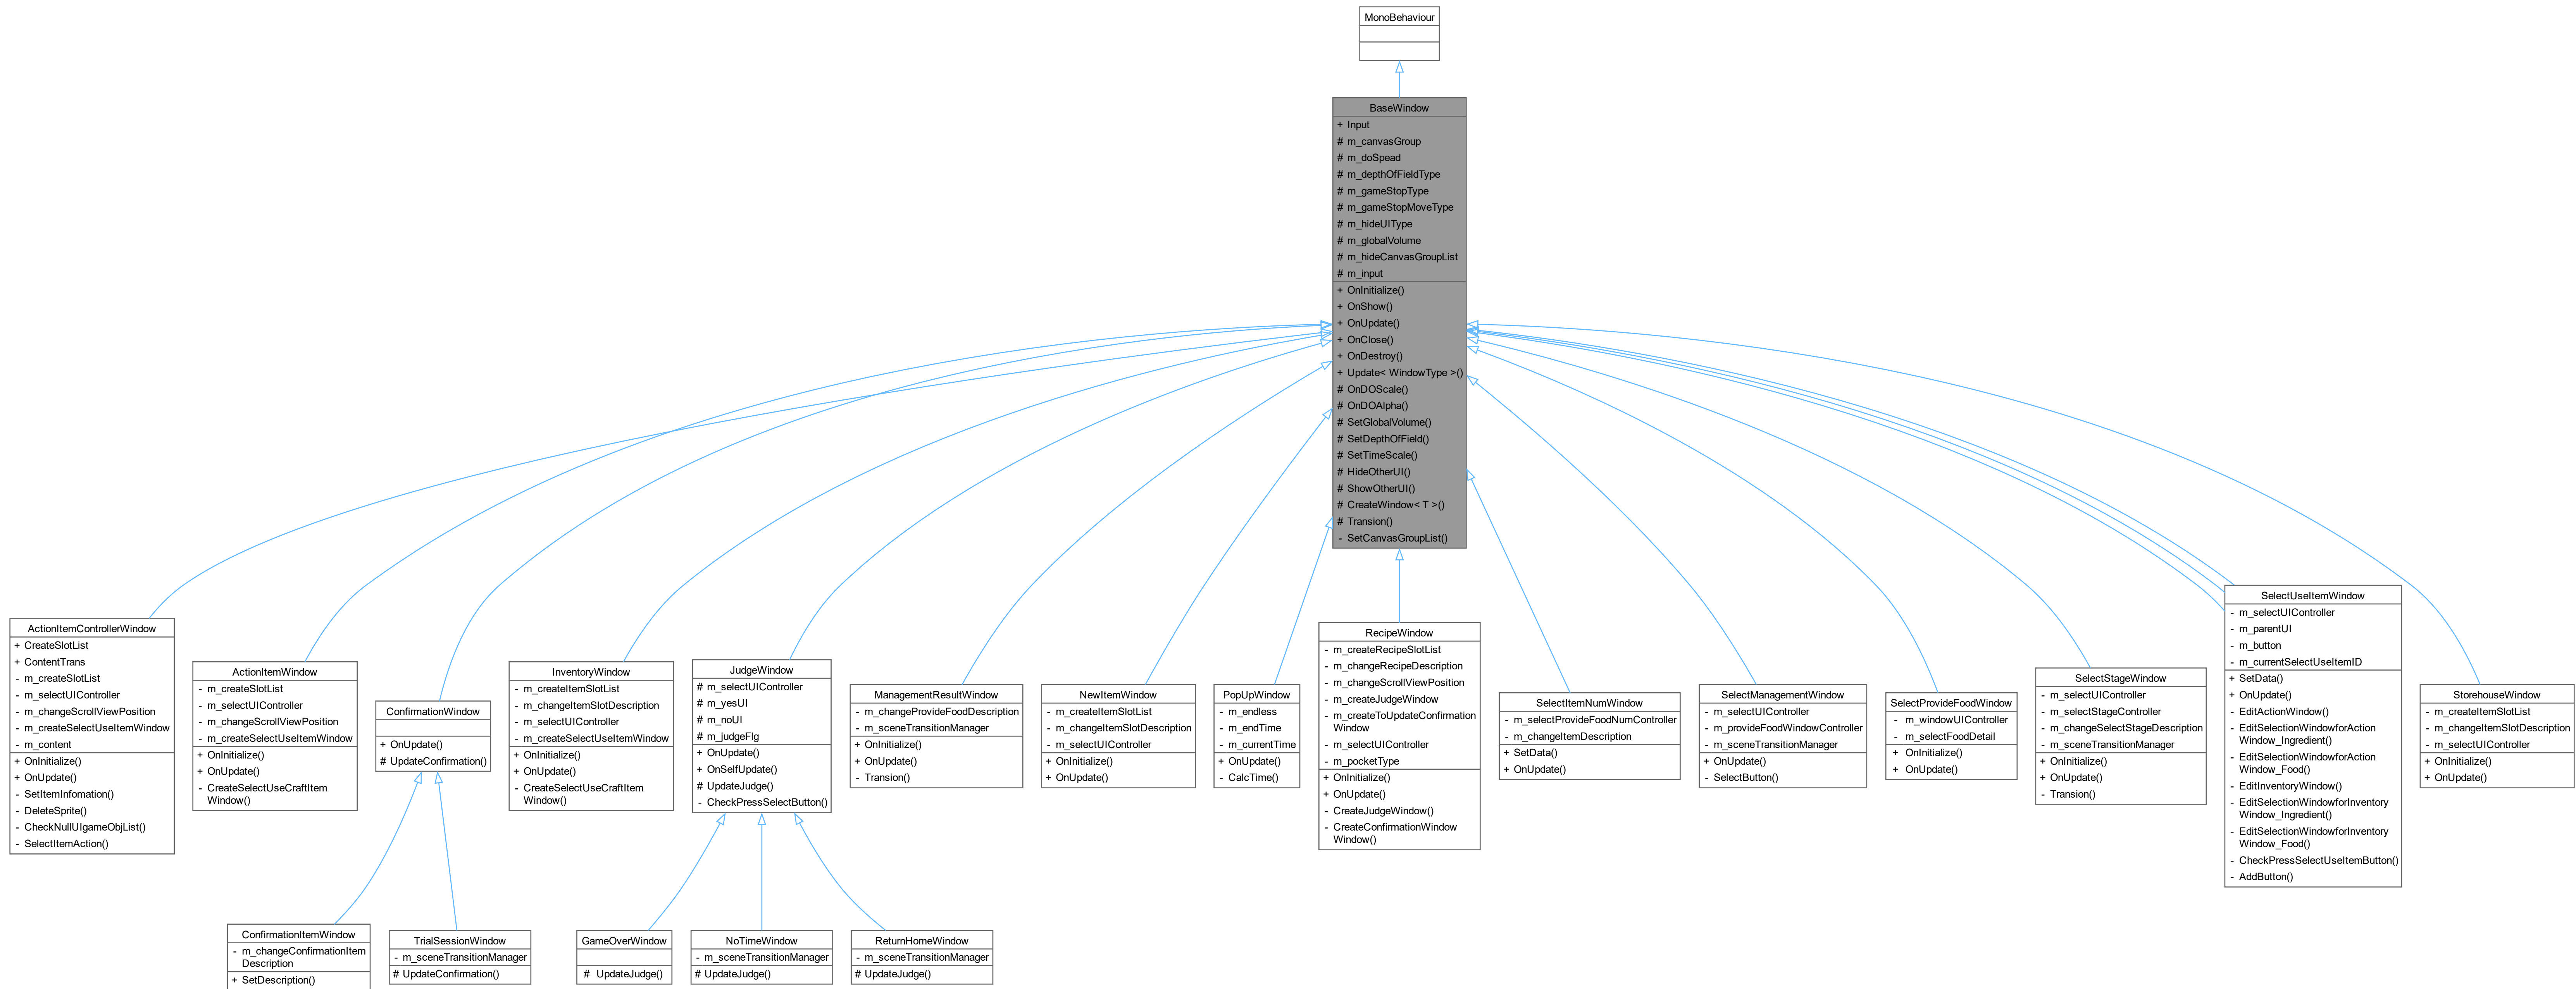 MonoBehaviour
BaseWindow
+ Input
# m_canvasGroup
# m_doSpead
# m_depthOfFieldType
# m_gameStopType
# m_gameStopMoveType
# m_hideUIType
# m_globalVolume
# m_hideCanvasGroupList
# m_input
+ OnInitialize()
+ OnShow()
+ OnUpdate()
+ OnClose()
+ OnDestroy()
+ Update< WindowType >()
# OnDOScale()
# OnDOAlpha()
# SetGlobalVolume()
# SetDepthOfField()
# SetTimeScale()
# HideOtherUI()
# ShowOtherUI()
# CreateWindow< T >()
# Transion()
- SetCanvasGroupList()
ActionItemControllerWindow
+ CreateSlotList
+ ContentTrans
- m_createSlotList
- m_selectUIController
- m_changeScrollViewPosition
- m_createSelectUseItemWindow
- m_content
+ OnInitialize()
+ OnUpdate()
- SetItemInfomation()
- DeleteSprite()
- CheckNullUIgameObjList()
- SelectItemAction()
ActionItemWindow
- m_createSlotList
- m_selectUIController
- m_changeScrollViewPosition
- m_createSelectUseItemWindow
+ OnInitialize()
+ OnUpdate()
- CreateSelectUseCraftItem
Window()
ConfirmationWindow
+ OnUpdate()
# UpdateConfirmation()
InventoryWindow
- m_createItemSlotList
- m_changeItemSlotDescription
- m_selectUIController
- m_createSelectUseItemWindow
+ OnInitialize()
+ OnUpdate()
- CreateSelectUseCraftItem
Window()
JudgeWindow
# m_selectUIController
# m_yesUI
# m_noUI
# m_judgeFlg
+ OnUpdate()
+ OnSelfUpdate()
# UpdateJudge()
- CheckPressSelectButton()
ManagementResultWindow
- m_changeProvideFoodDescription
- m_sceneTransitionManager
+ OnInitialize()
+ OnUpdate()
- Transion()
NewItemWindow
- m_createItemSlotList
- m_changeItemSlotDescription
- m_selectUIController
+ OnInitialize()
+ OnUpdate()
PopUpWindow
- m_endless
- m_endTime
- m_currentTime
+ OnUpdate()
- CalcTime()
RecipeWindow
- m_createRecipeSlotList
- m_changeRecipeDescription
- m_changeScrollViewPosition
- m_createJudgeWindow
- m_createToUpdateConfirmation
Window
- m_selectUIController
- m_pocketType
+ OnInitialize()
+ OnUpdate()
- CreateJudgeWindow()
- CreateConfirmationWindow
Window()
SelectItemNumWindow
- m_selectProvideFoodNumController
- m_changeItemDescription
+ SetData()
+ OnUpdate()
SelectManagementWindow
- m_selectUIController
- m_provideFoodWindowController
- m_sceneTransitionManager
+ OnUpdate()
- SelectButton()
SelectProvideFoodWindow
- m_windowUIController
- m_selectFoodDetail
+ OnInitialize()
+ OnUpdate()
SelectStageWindow
- m_selectUIController
- m_selectStageController
- m_changeSelectStageDescription
- m_sceneTransitionManager
+ OnInitialize()
+ OnUpdate()
- Transion()
SelectUseItemWindow
- m_selectUIController
- m_parentUI
- m_button
- m_currentSelectUseItemID
+ SetData()
+ OnUpdate()
- EditActionWindow()
- EditSelectionWindowforAction
Window_Ingredient()
- EditSelectionWindowforAction
Window_Food()
- EditInventoryWindow()
- EditSelectionWindowforInventory
Window_Ingredient()
- EditSelectionWindowforInventory
Window_Food()
- CheckPressSelectUseItemButton()
- AddButton()
StorehouseWindow
- m_createItemSlotList
- m_changeItemSlotDescription
- m_selectUIController
+ OnInitialize()
+ OnUpdate()
ConfirmationItemWindow
- m_changeConfirmationItem
Description
+ SetDescription()
TrialSessionWindow
- m_sceneTransitionManager
# UpdateConfirmation()
GameOverWindow
# UpdateJudge()
NoTimeWindow
- m_sceneTransitionManager
# UpdateJudge()
ReturnHomeWindow
- m_sceneTransitionManager
# UpdateJudge()